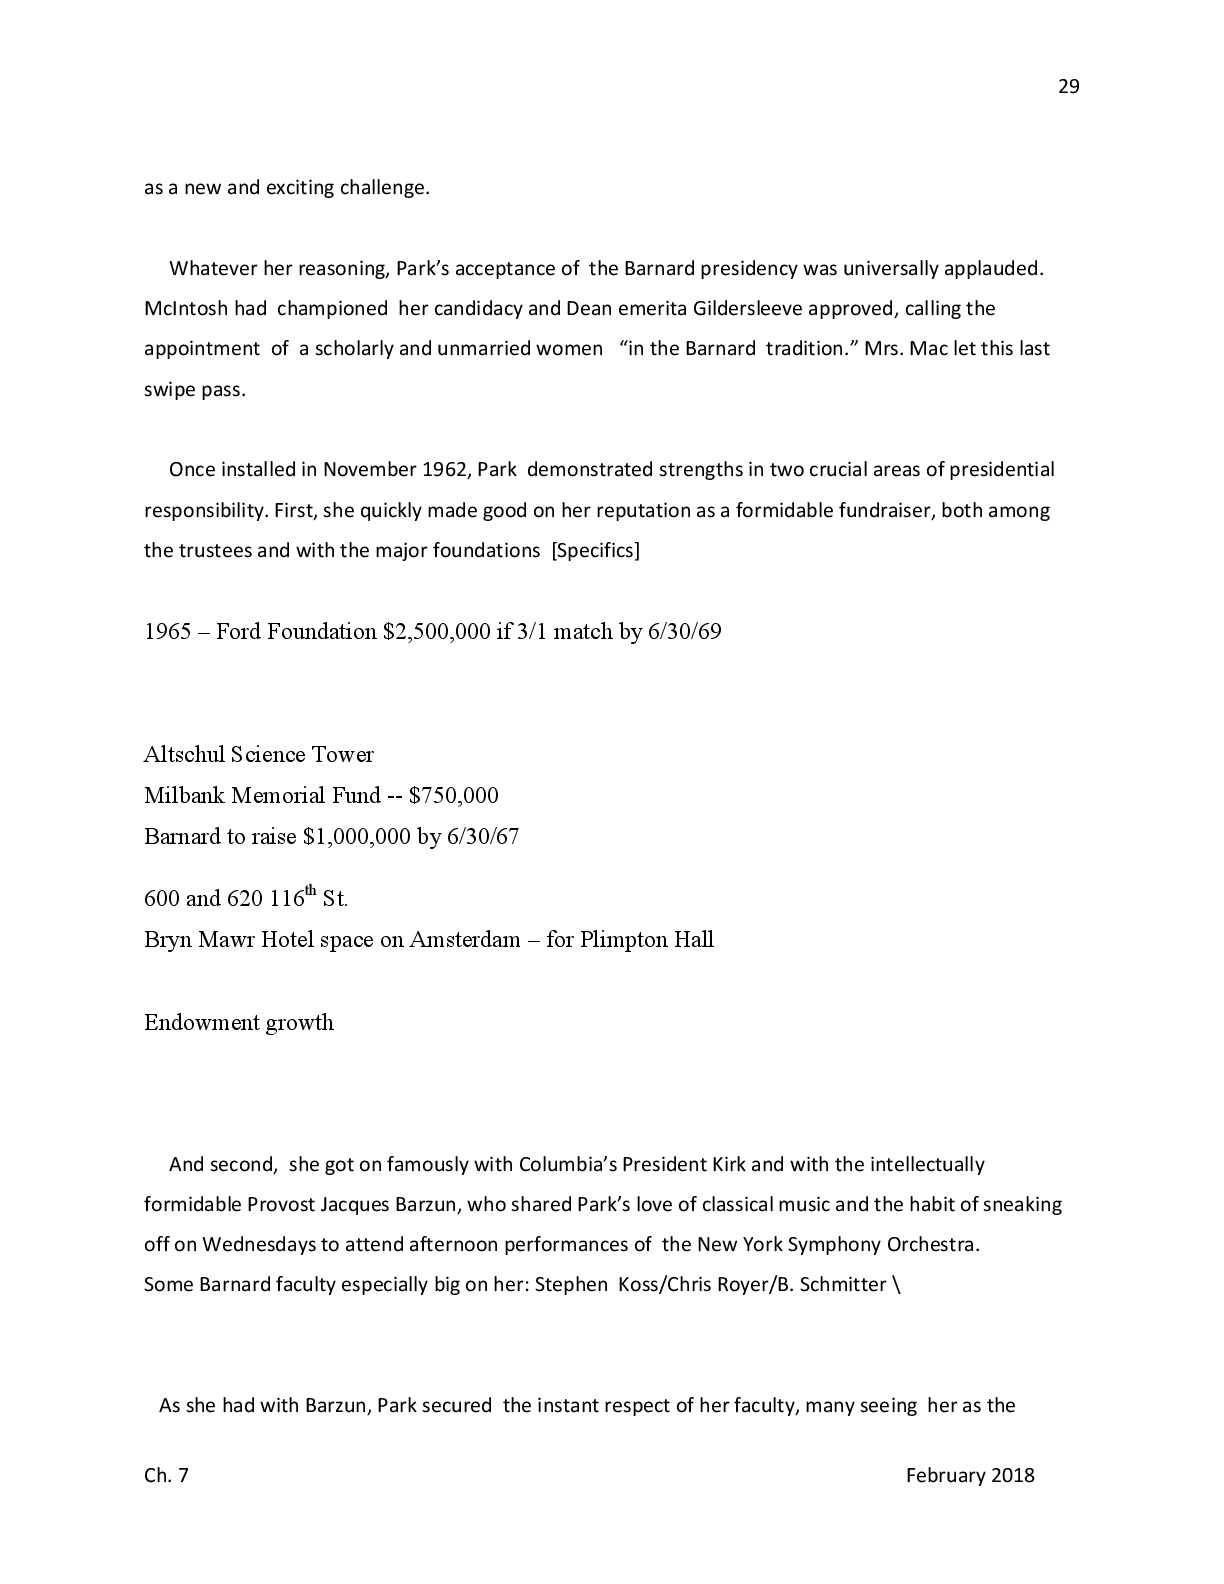 29
as a new and exciting challenge.
Whatever her reasoning, Park’s acceptance of the Barnard presidency was universally applauded.
McIntosh had championed her candidacy and Dean emerita Gildersleeve approved, calling the
appointment of a scholarly and unmarried women “in the Barnard tradition.” Mrs. Mac let this last
swipe pass.
Once installed in November 1962, Park demonstrated strengths in two crucial areas of presidential
responsibility. First, she quickly made good on her reputation as a formidable fundraiser, both among
the trustees and with the major foundations [Specifics]
1965 – Ford Foundation $2,500,000 if 3/1 match by 6/30/69
Altschul Science Tower
Milbank Memorial Fund -- $750,000
Barnard to raise $1,000,000 by 6/30/67
600 and 620 116th St.
Bryn Mawr Hotel space on Amsterdam – for Plimpton Hall
Endowment growth
And second, she got on famously with Columbia’s President Kirk and with the intellectually
formidable Provost Jacques Barzun, who shared Park’s love of classical music and the habit of sneaking
off on Wednesdays to attend afternoon performances of the New York Symphony Orchestra.
Some Barnard faculty especially big on her: Stephen Koss/Chris Royer/B. Schmitter \
As she had with Barzun, Park secured the instant respect of her faculty, many seeing her as the
Ch. 7 February 2018